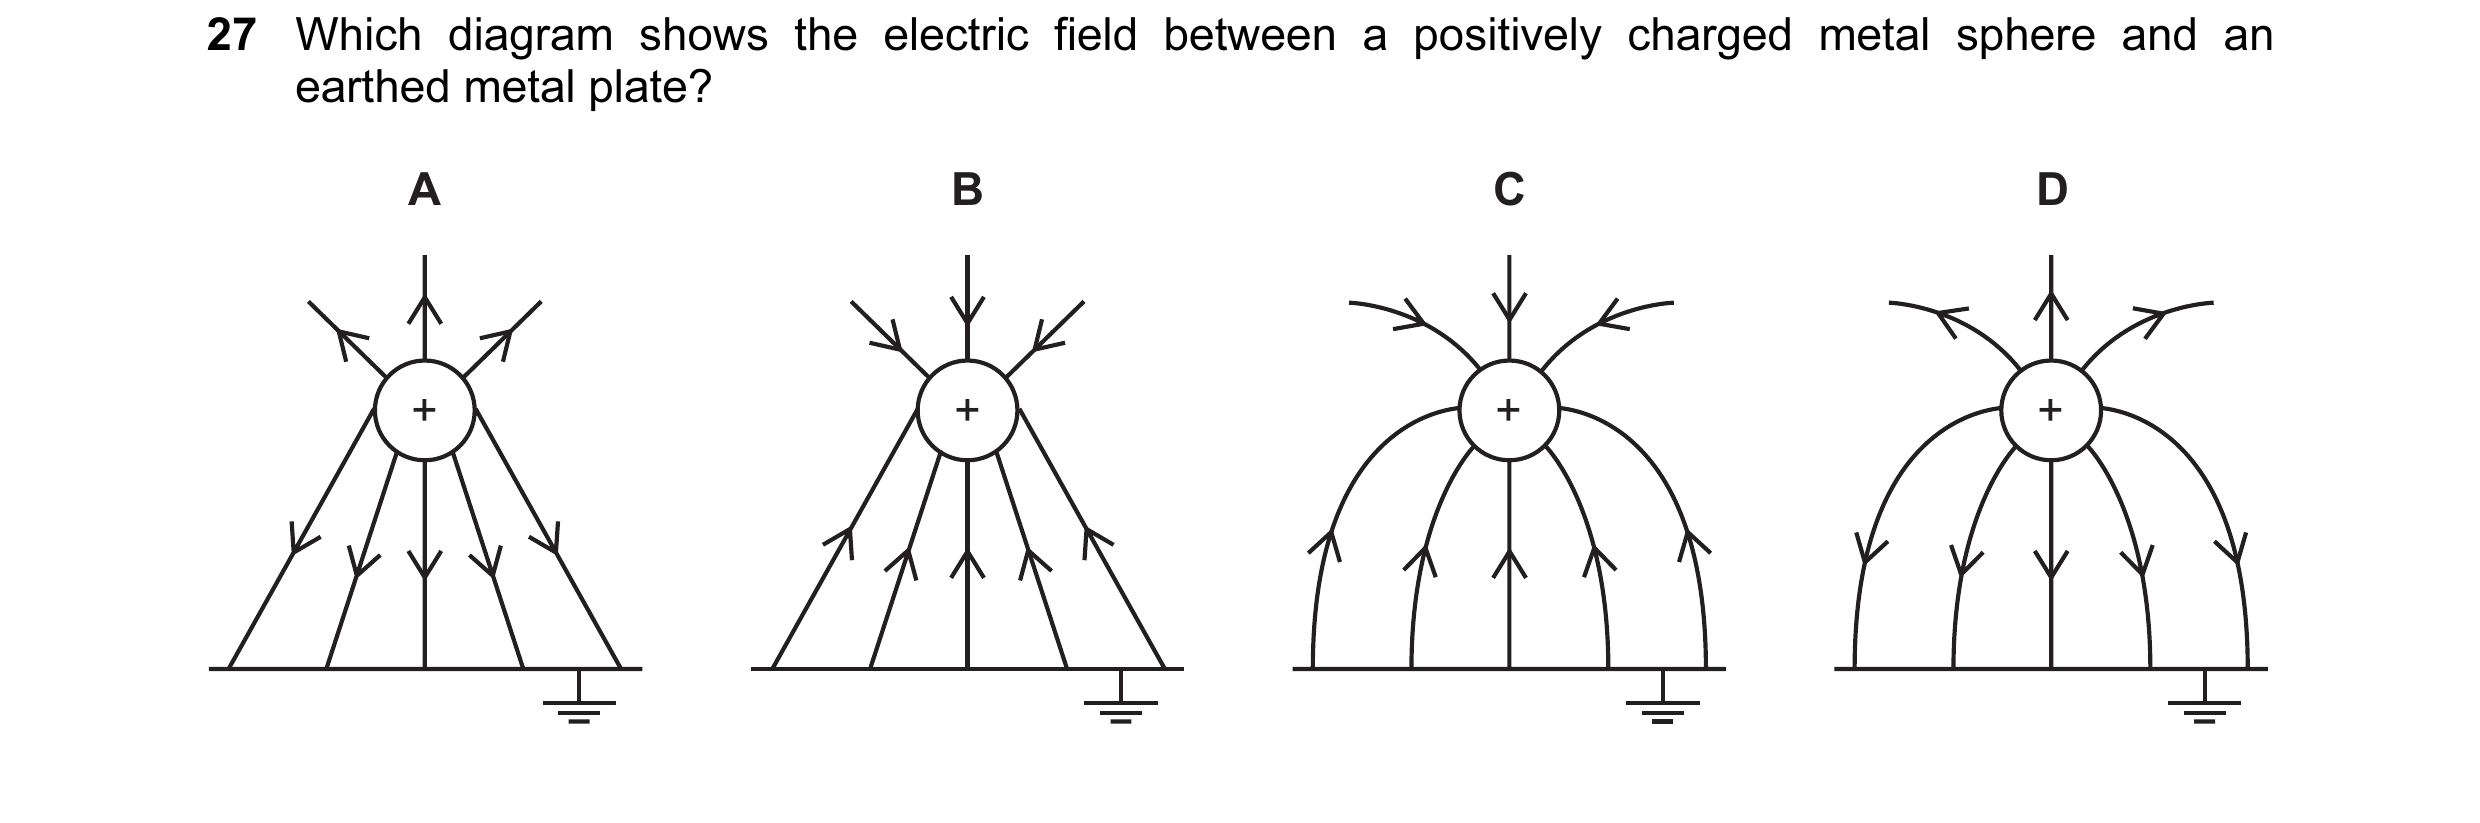 27 Which diagram shows the electric field between a positively charged metal sphere and an
earthed metal plate?
A B C D
+ + + +